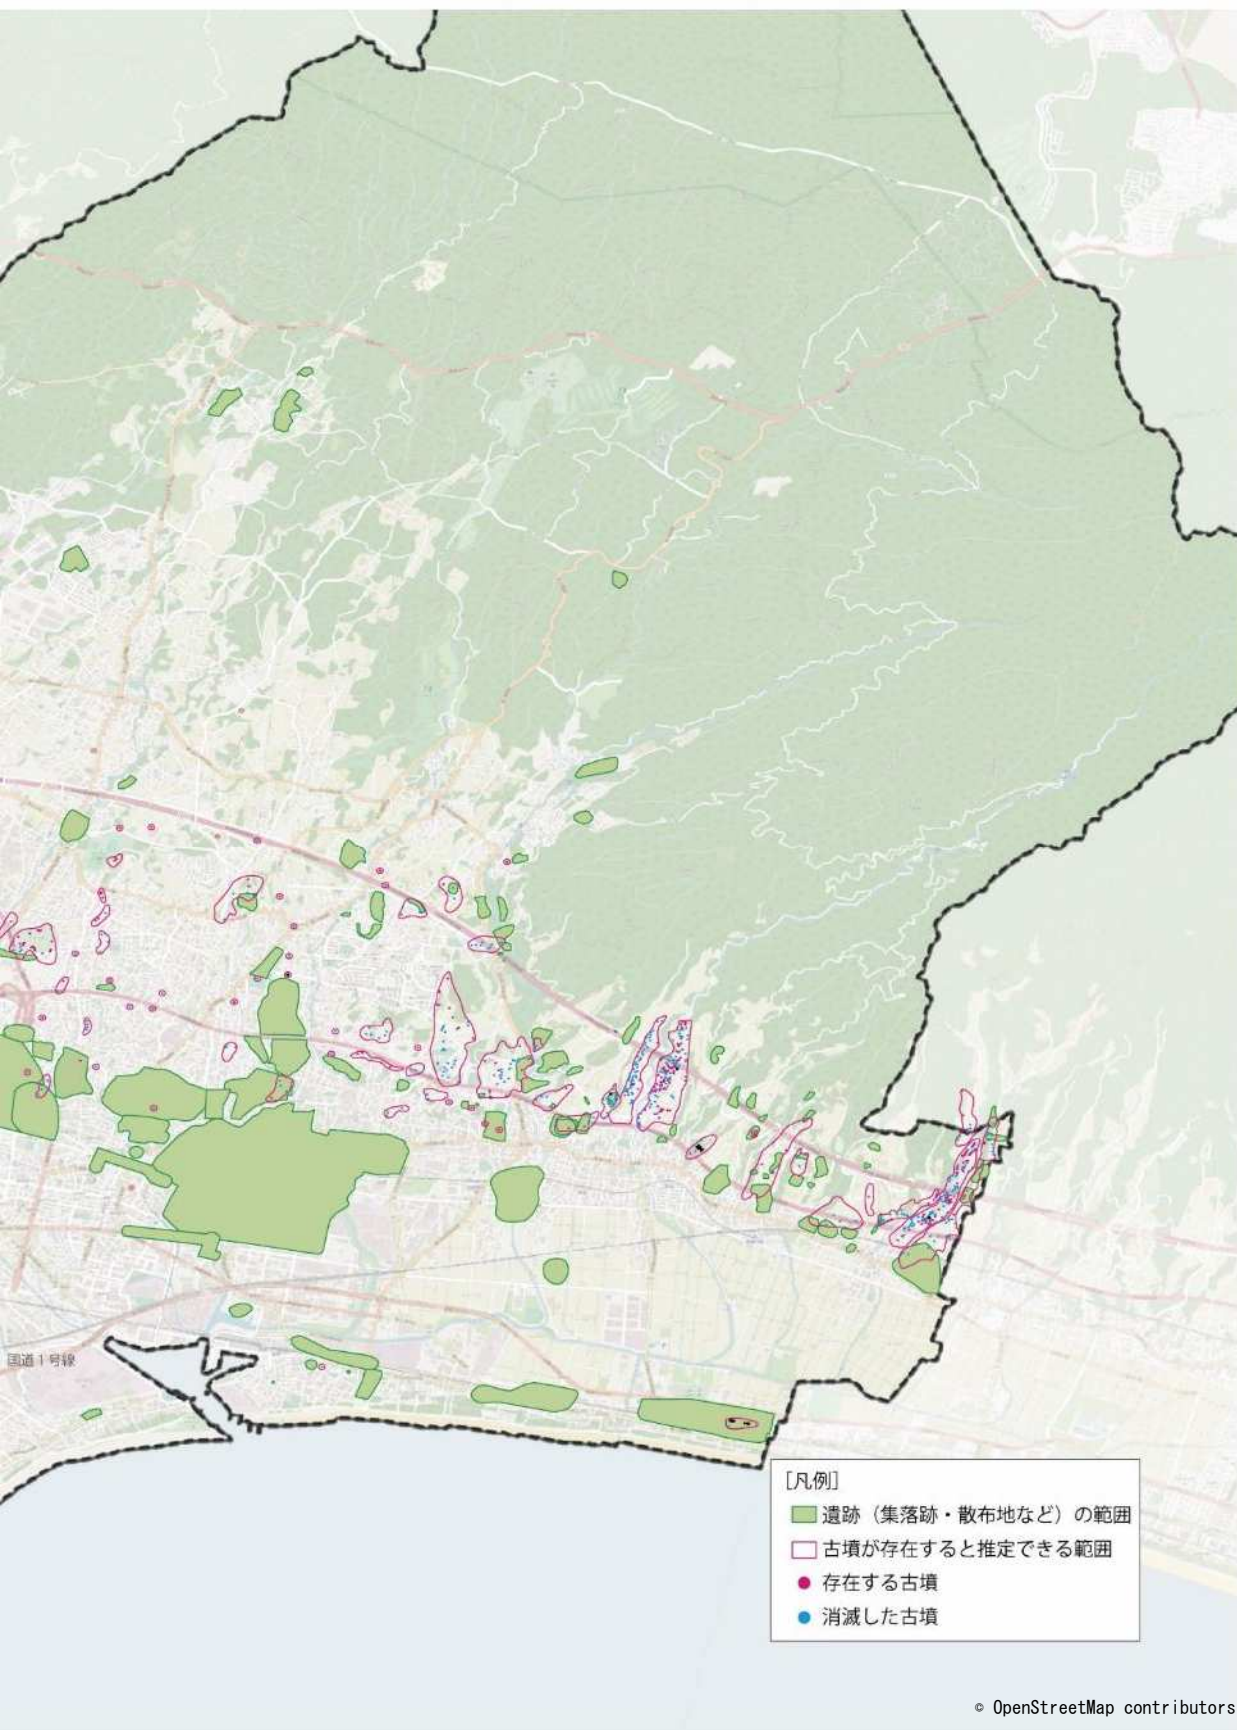 国道１号線
［凡例］
遺跡（集落跡・散布地など）の範囲
古墳が存在すると推定できる範囲
存在する古墳
消滅した古墳
© OpenStreetMap contributors